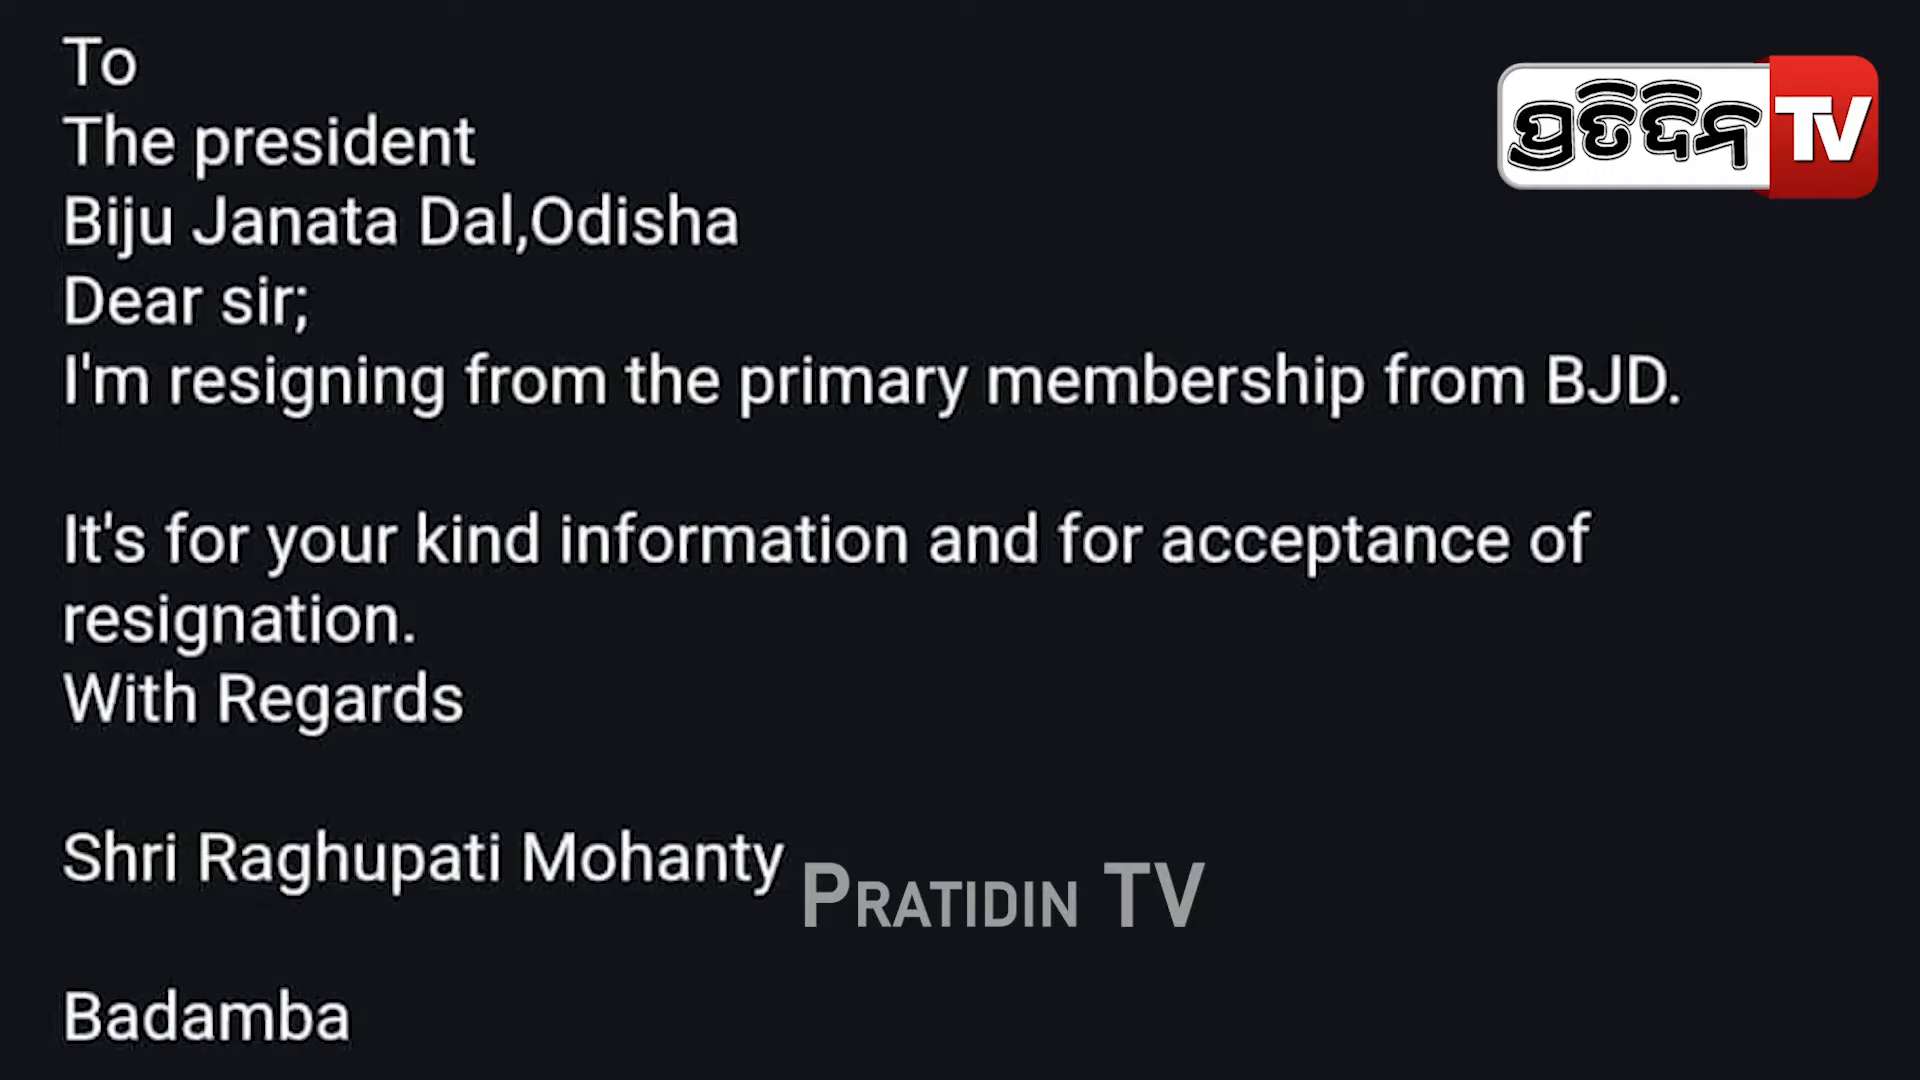 To
The president
Biju Janata Dal,Odisha
Dear sir;
I'm resigning from the primary membership from BJD.
It's for your kind information and for acceptance of
resignation.
With Regards
Shri Raghupati Mohanty
Badamba
ପ୍ରତିଦିନ TV
PRATIDIN TV